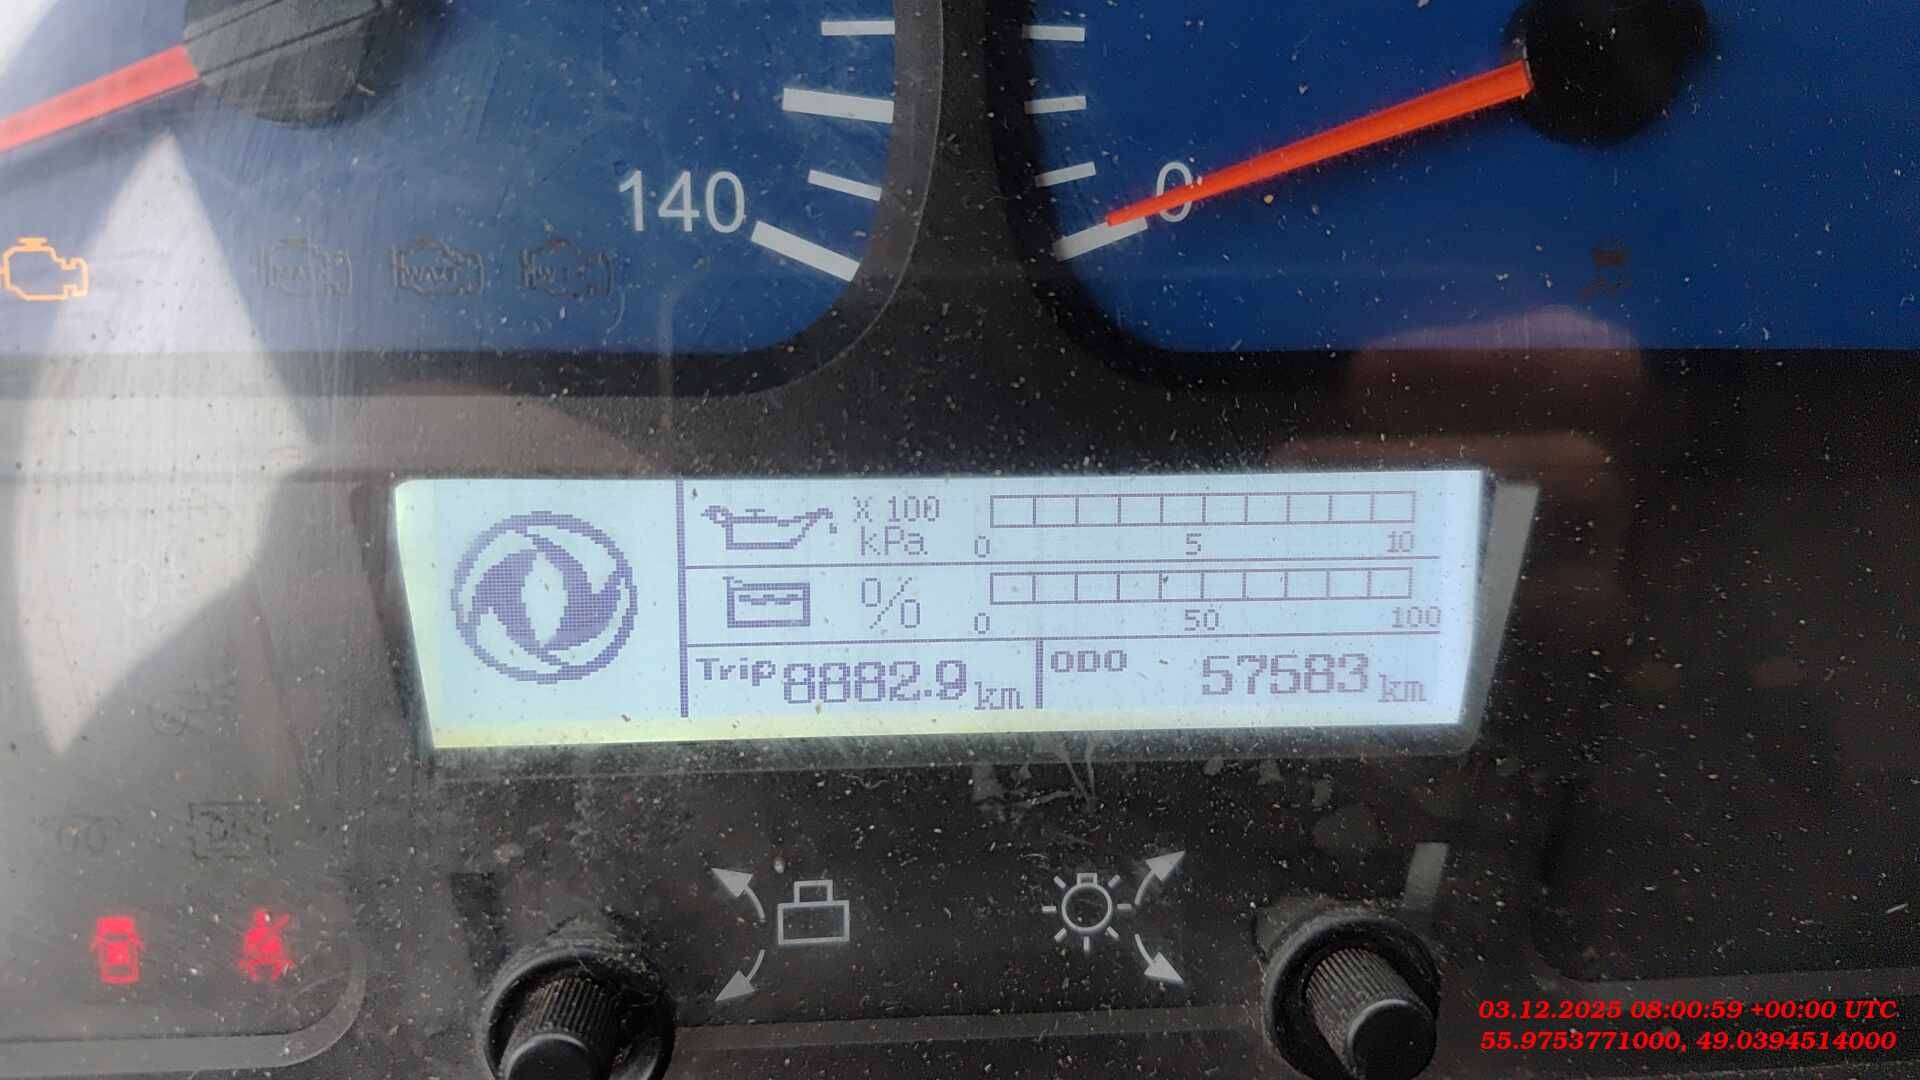 140
0
X 100
kPa
0 5 10
%
0 50 100
Trip 8882.9 km
ODO 57583 km
03.12.2025 08:00:59 +00:00 UTC
55.9753771000, 49.0394514000